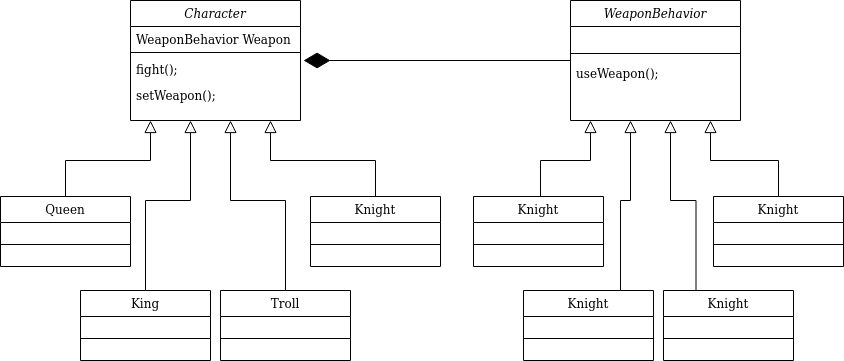 Character
WeaponBehavior Weapon
fight();
setWeapon();
WeaponBehavior
useWeapon();
Queen
Knight
Knight
Knight
King
Troll
Knight
Knight